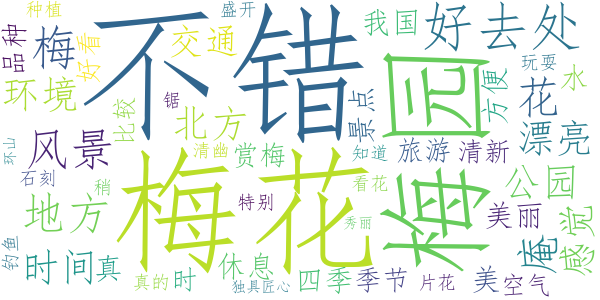 种植
盛开
我国
好去处
品种
梅
好看
交通
不错
园
玩耍
水
环境
比较
锯
景点
方便
花
风景
北方
漂亮
环山
清幽
赏梅
知道
旅游
清新
石刻
梅花
梅
看花
公园
地方
稍
特别
美丽
庵
感觉
秀丽
钓鱼
时间
真
真的
时
休息
独具匠心
四季
季节
片花
美
空气